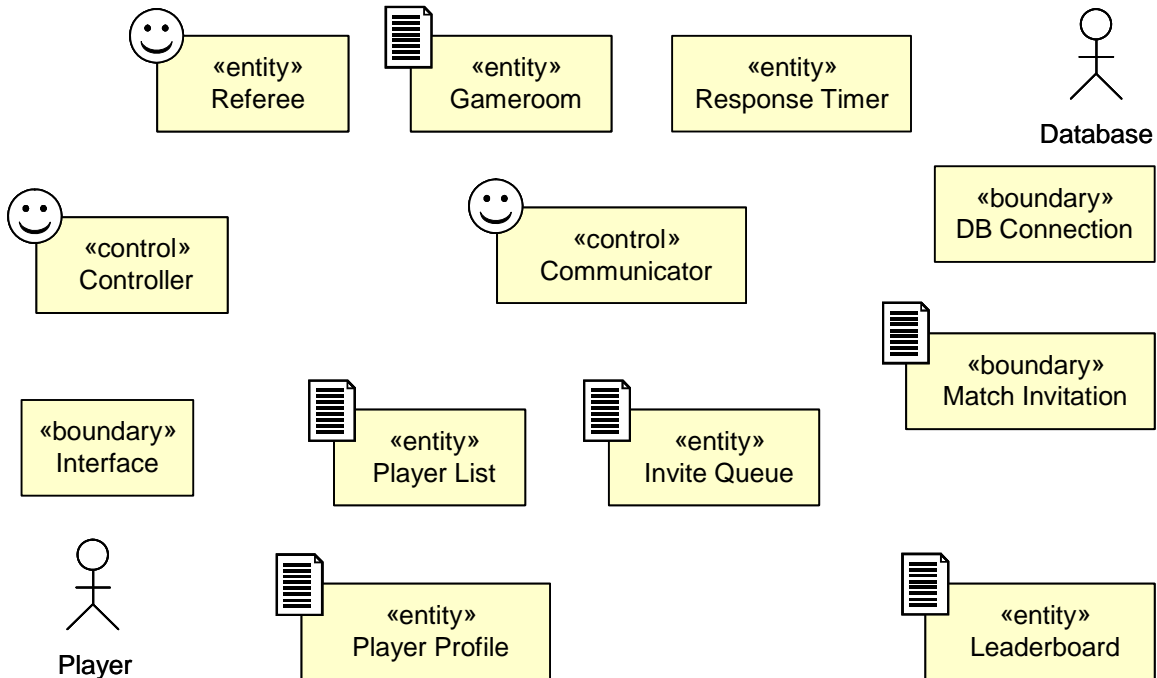 «entity»
Referee
«entity»
Gameroom
«entity»
Response Timer
Database
«boundary»
DB Connection
«control»
Controller
«control»
Communicator
«boundary»
Match Invitation
«boundary»
Interface
«entity»
Player List
«entity»
Invite Queue
Player
«entity»
Player Profile
«entity»
Leaderboard